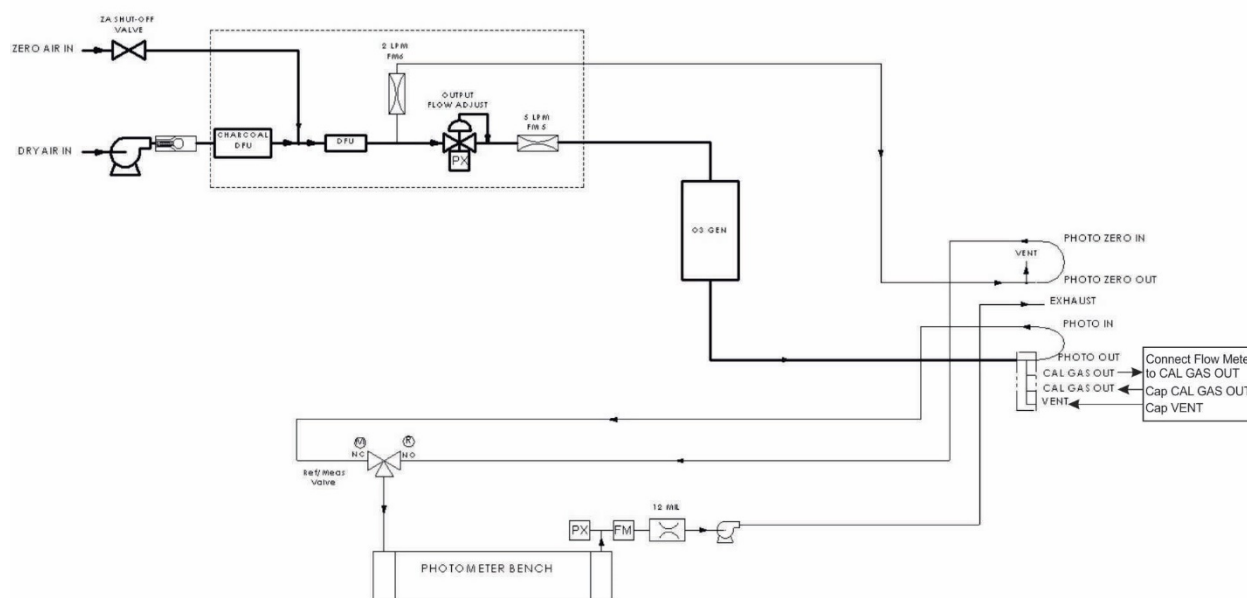 ZA SHUT-OFF
VALVE
ZERO AIR IN
2 LPM
FM6
OUTPUT
FLOW ADJUST
5 LPM
FM 5
CHARCOAL
DFU
DFU
PX
DRY AIR IN
O3 GEN
PHOTO ZERO IN
VENT
PHOTO ZERO OUT
EXHAUST
PHOTO IN
PHOTO OUT
CAL GAS OUT
CAL GAS OUT
VENT
Connect Flow Mete
to CAL GAS OUT
Cap CAL GAS OUT
Cap VENT
M
R
NC
NO
Ref/Meas
Valve
12 MIL
PX
FM
PHOTOMETER BENCH